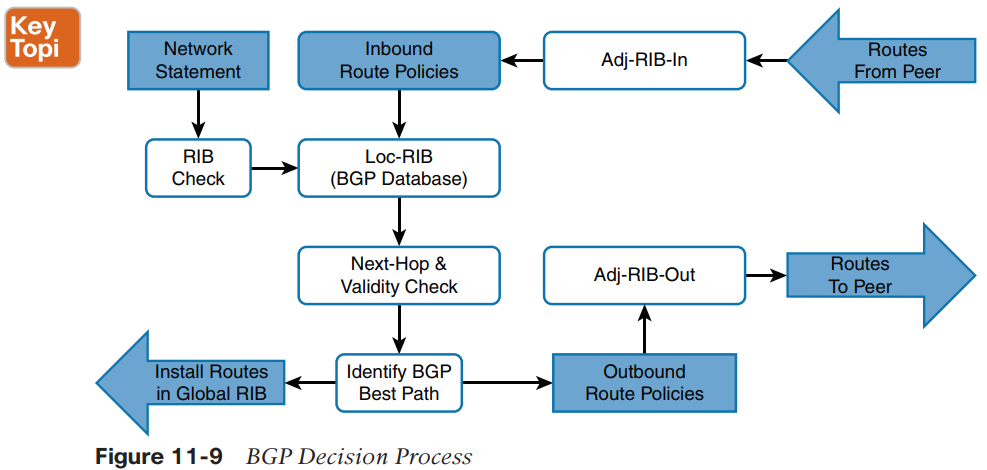 Key
Topi
Network
Statement
Inbound
Route Policies
Adj-RIB-In
Routes
From Peer
RIB
Check
Loc-RIB
(BGP Database)
Next-Hop &
Validity Check
Adj-RIB-Out
Routes
To Peer
Install Routes
in Global RIB
Identify BGP
Best Path
Outbound
Route Policies
Figure 11-9 BGP Decision Process